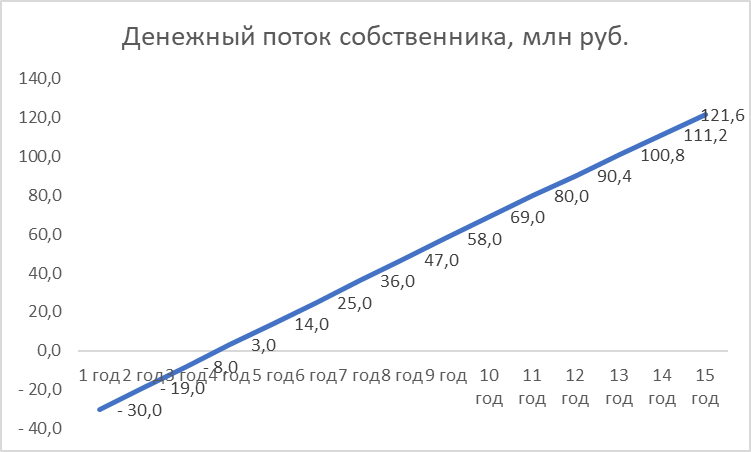 Денежный поток собственника, млн руб.
140,0
120,0
100,0
80,0
60,0
40,0
20,0
0,0
- 20,0
- 40,0
- 30,0
- 19,0
- 8,0
3,0
14,0
25,0
36,0
47,0
58,0
69,0
80,0
90,4
100,8
111,2
121,6
1 год
2 год
3 год
4 год
5 год
6 год
7 год
8 год
9 год
10 год
11 год
12 год
13 год
14 год
15 год